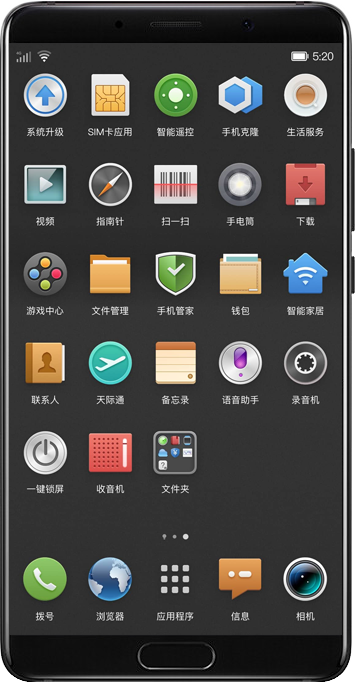 5:20
系统升级 SIM卡应用 智能遥控 手机克隆 生活服务
视频 指南针 扫一扫 手电筒 下载
游戏中心 文件管理 手机管家 钱包 智能家居
联系人 天际通 备忘录 语音助手 录音机
一键锁屏 收音机 文件夹
拨号 浏览器 应用程序 信息 相机